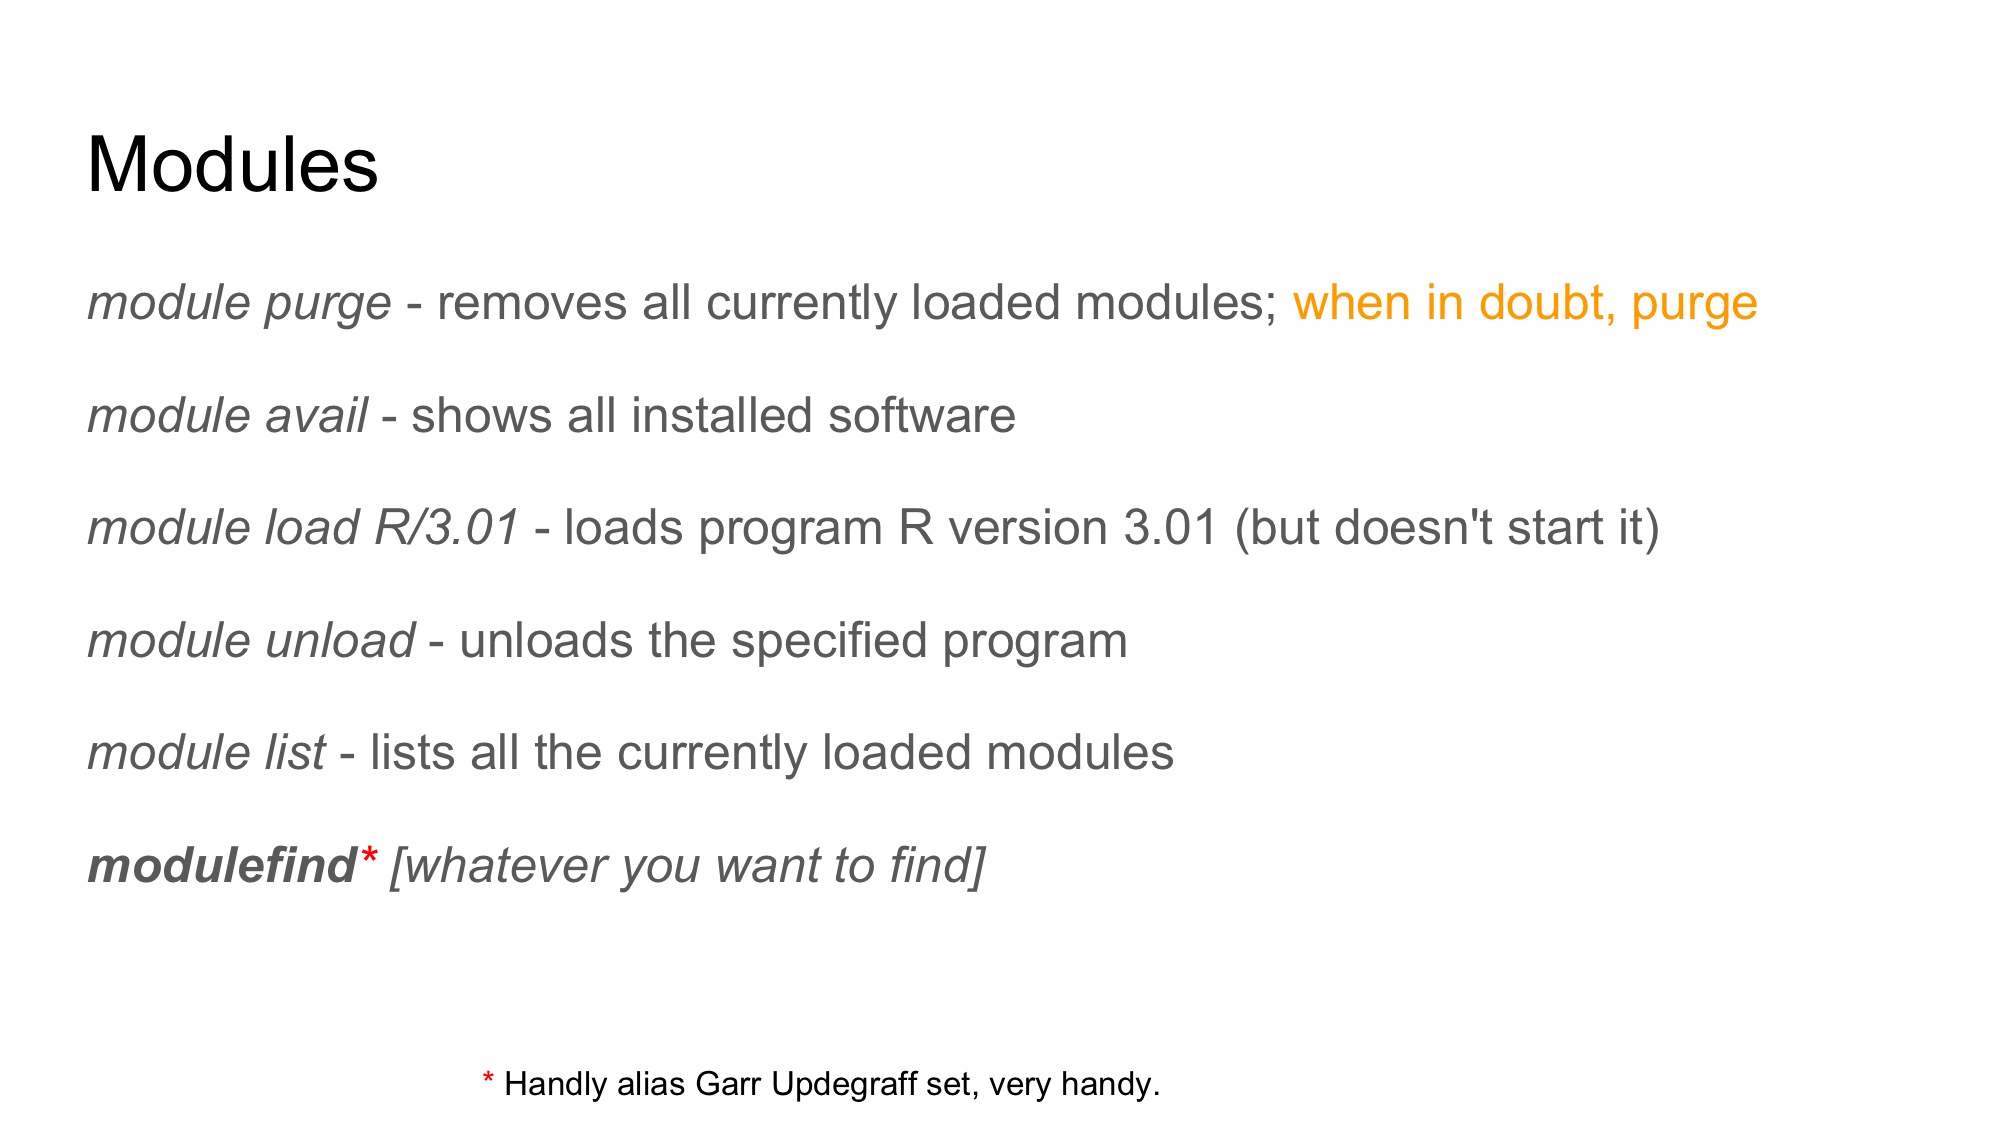 Modules
module purge - removes all currently loaded modules; when in doubt, purge
module avail - shows all installed software
module load R/3.01 - loads program R version 3.01 (but doesn't start it)
module unload - unloads the specified program
module list - lists all the currently loaded modules
modulefind* [whatever you want to find]
* Handly alias Garr Updegraff set, very handy.